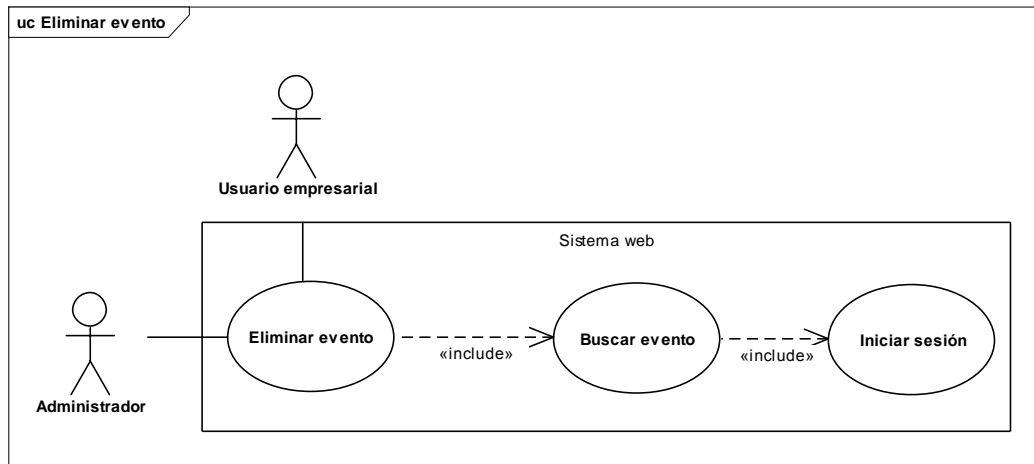 uc Eliminar evento
Usuario empresarial
Sistema web
Eliminar evento
Buscar evento
Iniciar sesión
«include»
«include»
Administrador